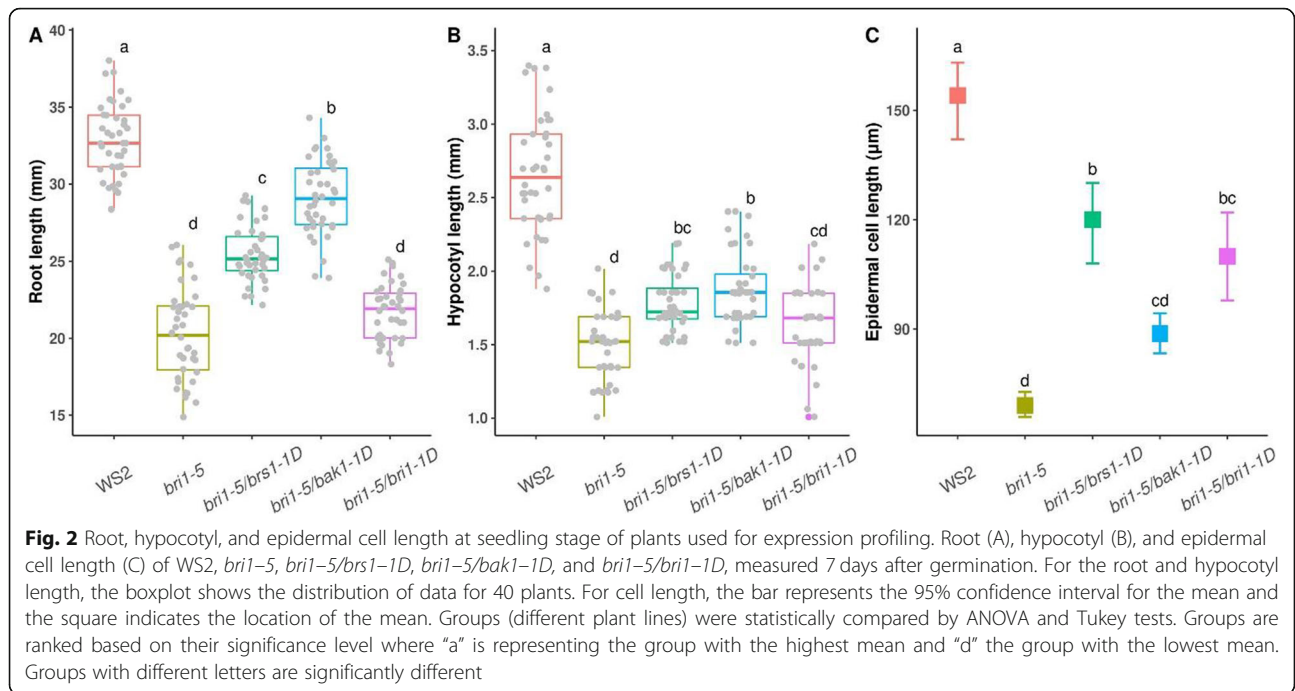 A
Root length (mm)
40
35
30
25
20
15
a
d
c
b
d
WS2
bri1-5
bri1-5/brs1-1D
bri1-5/bak1-1D
bri1-5/bri1-1D
B
Hypocotyl length (mm)
3.5
3.0
2.5
2.0
1.5
1.0
a
d
bc
b
cd
WS2
bri1-5
bri1-5/brs1-1D
bri1-5/bak1-1D
bri1-5/bri1-1D
C
Epidermal cell length (µm)
150
120
90
a
d
b
cd
bc
WS2
bri1-5
bri1-5/brs1-1D
bri1-5/bak1-1D
bri1-5/bri1-1D
Fig. 2 Root, hypocotyl, and epidermal cell length at seedling stage of plants used for expression profiling. Root (A), hypocotyl (B), and epidermal
cell length (C) of WS2, bri1–5, bri1–5/brs1–1D, bri1–5/bak1–1D, and bri1–5/bri1–1D, measured 7 days after germination. For the root and hypocotyl
length, the boxplot shows the distribution of data for 40 plants. For cell length, the bar represents the 95% confidence interval for the mean and
the square indicates the location of the mean. Groups (different plant lines) were statistically compared by ANOVA and Tukey tests. Groups are
ranked based on their significance level where “a” is representing the group with the highest mean and “d” the group with the lowest mean.
Groups with different letters are significantly different